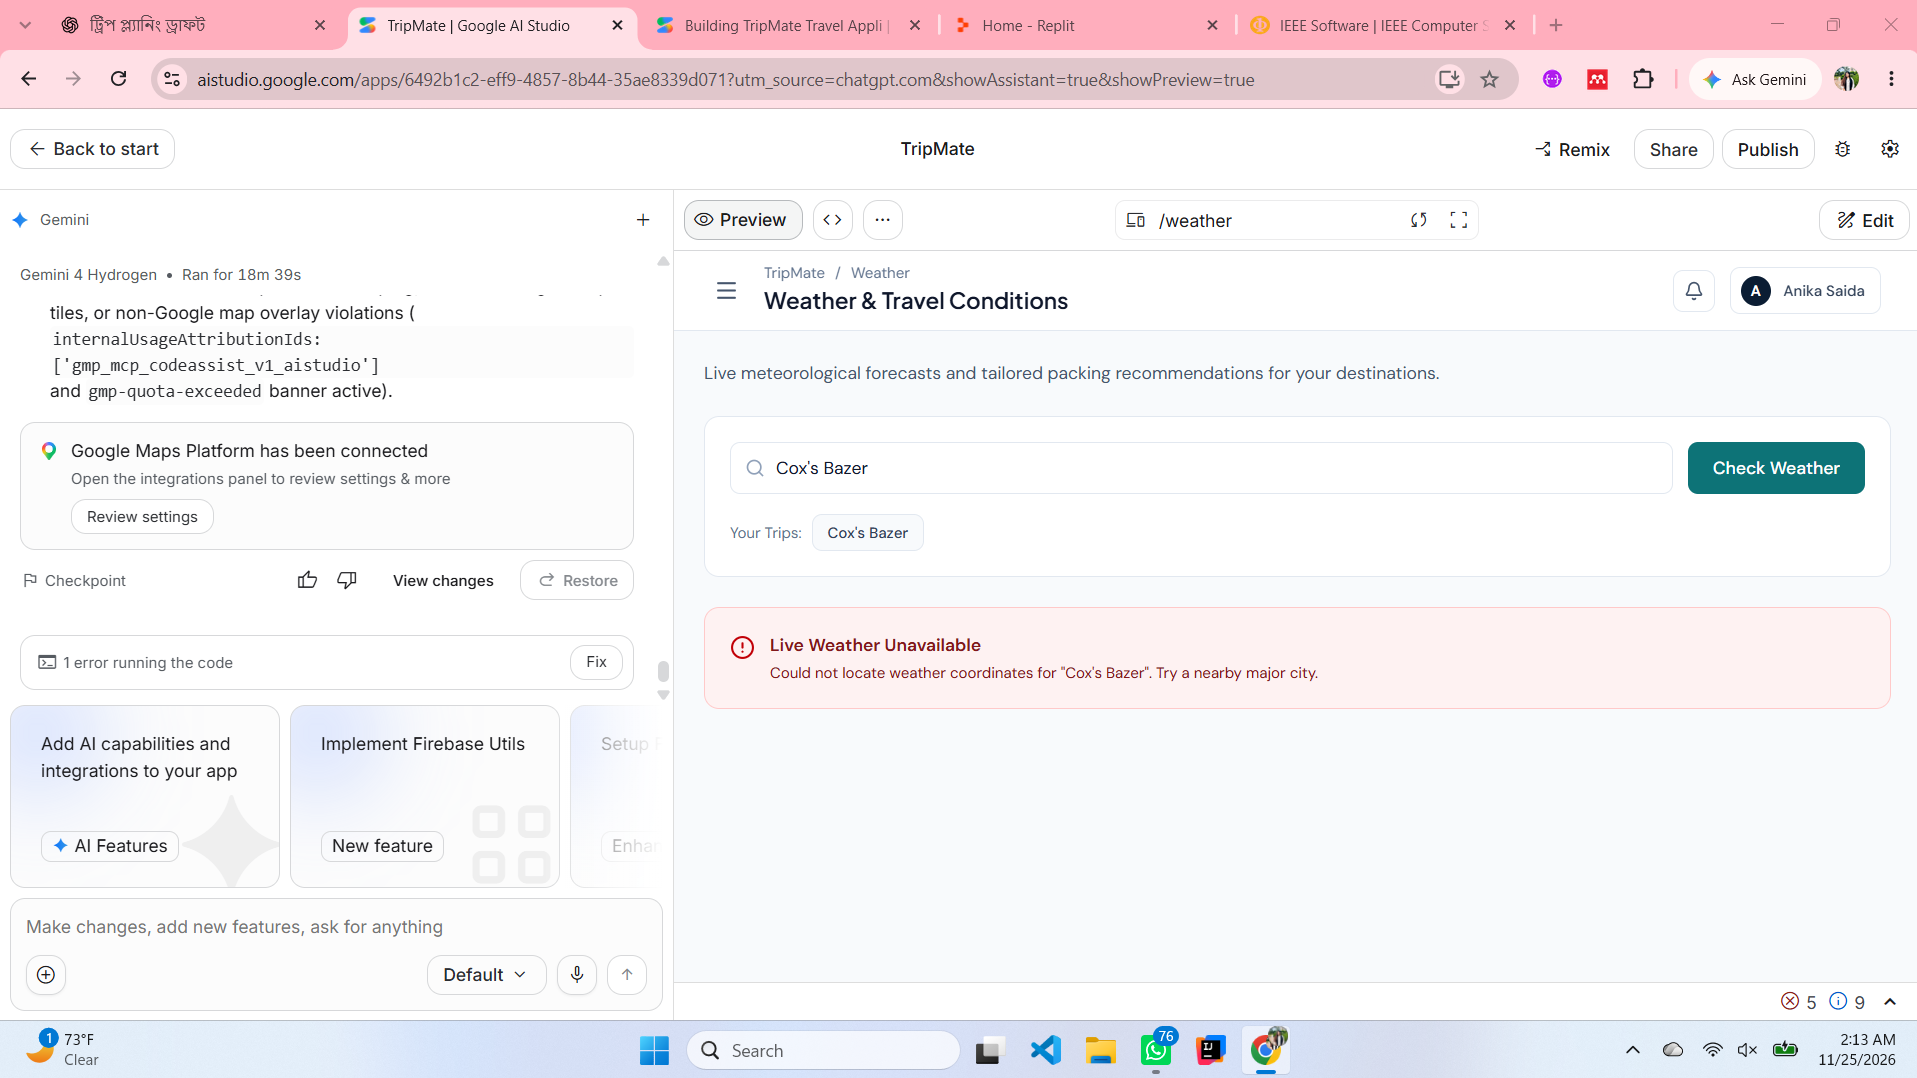 ট্রিপ প্ল্যানিং ড্রাফট
TripMate | Google AI Studio
Building TripMate Travel Appli |
Home - Replit
IEEE Software | IEEE Computer S
aistudio.google.com/apps/6492b1c2-eff9-4857-8b44-35ae8339d071?utm_source=chatgpt.com&showAssistant=true&showPreview=true
Ask Gemini
Back to start
TripMate
Remix
Share
Publish
Gemini
Preview
/weather
Edit
Gemini 4 Hydrogen • Ran for 18m 39s
tiles, or non-Google map overlay violations (
internalUsageAttributionIds:
['gmp_mcp_codeassist_v1_aistudio']
and gmp-quota-exceeded banner active).
Google Maps Platform has been connected
Open the integrations panel to review settings & more
Review settings
Checkpoint
View changes
Restore
1 error running the code
Fix
Add AI capabilities and
integrations to your app
AI Features
Implement Firebase Utils
New feature
Setup
Enhan
Make changes, add new features, ask for anything
Default
TripMate / Weather
Weather & Travel Conditions
A
Anika Saida
Live meteorological forecasts and tailored packing recommendations for your destinations.
Cox's Bazer
Check Weather
Your Trips:
Cox's Bazer
Live Weather Unavailable
Could not locate weather coordinates for "Cox's Bazer". Try a nearby major city.
5
9
1
73°F
Clear
Search
76
2:13 AM
11/25/2026